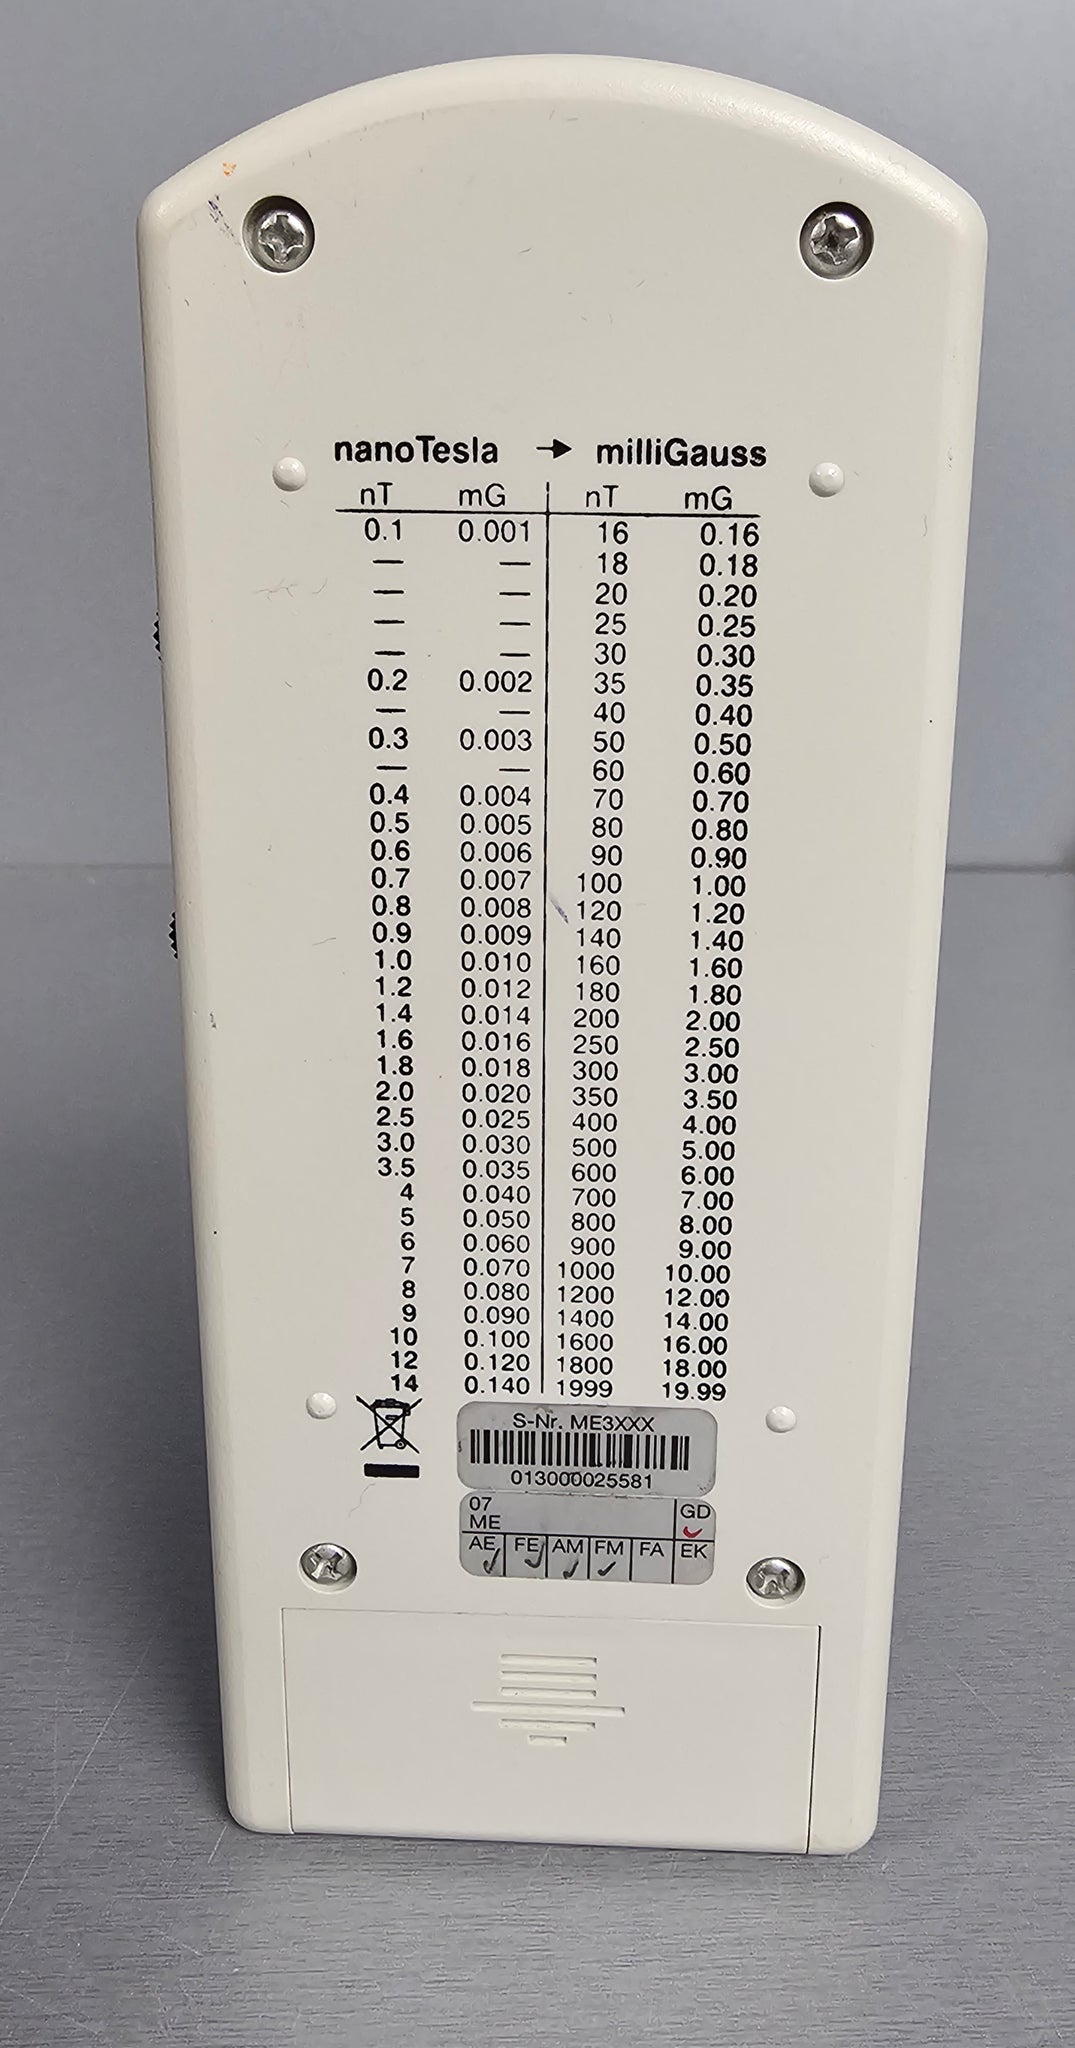 nanoTesla → milliGauss
nT mG nT mG
0.1 0.001 16 0.16
— — 18 0.18
— — 20 0.20
— — 25 0.25
— — 30 0.30
0.2 0.002 35 0.35
— — 40 0.40
0.3 0.003 50 0.50
— — 60 0.60
0.4 0.004 70 0.70
0.5 0.005 80 0.80
0.6 0.006 90 0.90
0.7 0.007 100 1.00
0.8 0.008 120 1.20
0.9 0.009 140 1.40
1.0 0.010 160 1.60
1.2 0.012 180 1.80
1.4 0.014 200 2.00
1.6 0.016 250 2.50
1.8 0.018 300 3.00
2.0 0.020 350 3.50
2.5 0.025 400 4.00
3.0 0.030 500 5.00
3.5 0.035 600 6.00
4 0.040 700 7.00
5 0.050 800 8.00
6 0.060 900 9.00
7 0.070 1000 10.00
8 0.080 1200 12.00
9 0.090 1400 14.00
10 0.100 1600 16.00
12 0.120 1800 18.00
14 0.140 1999 19.99
S-Nr. ME3XXX
013000025581
07 GD
ME
AE FE AM FM FA EK